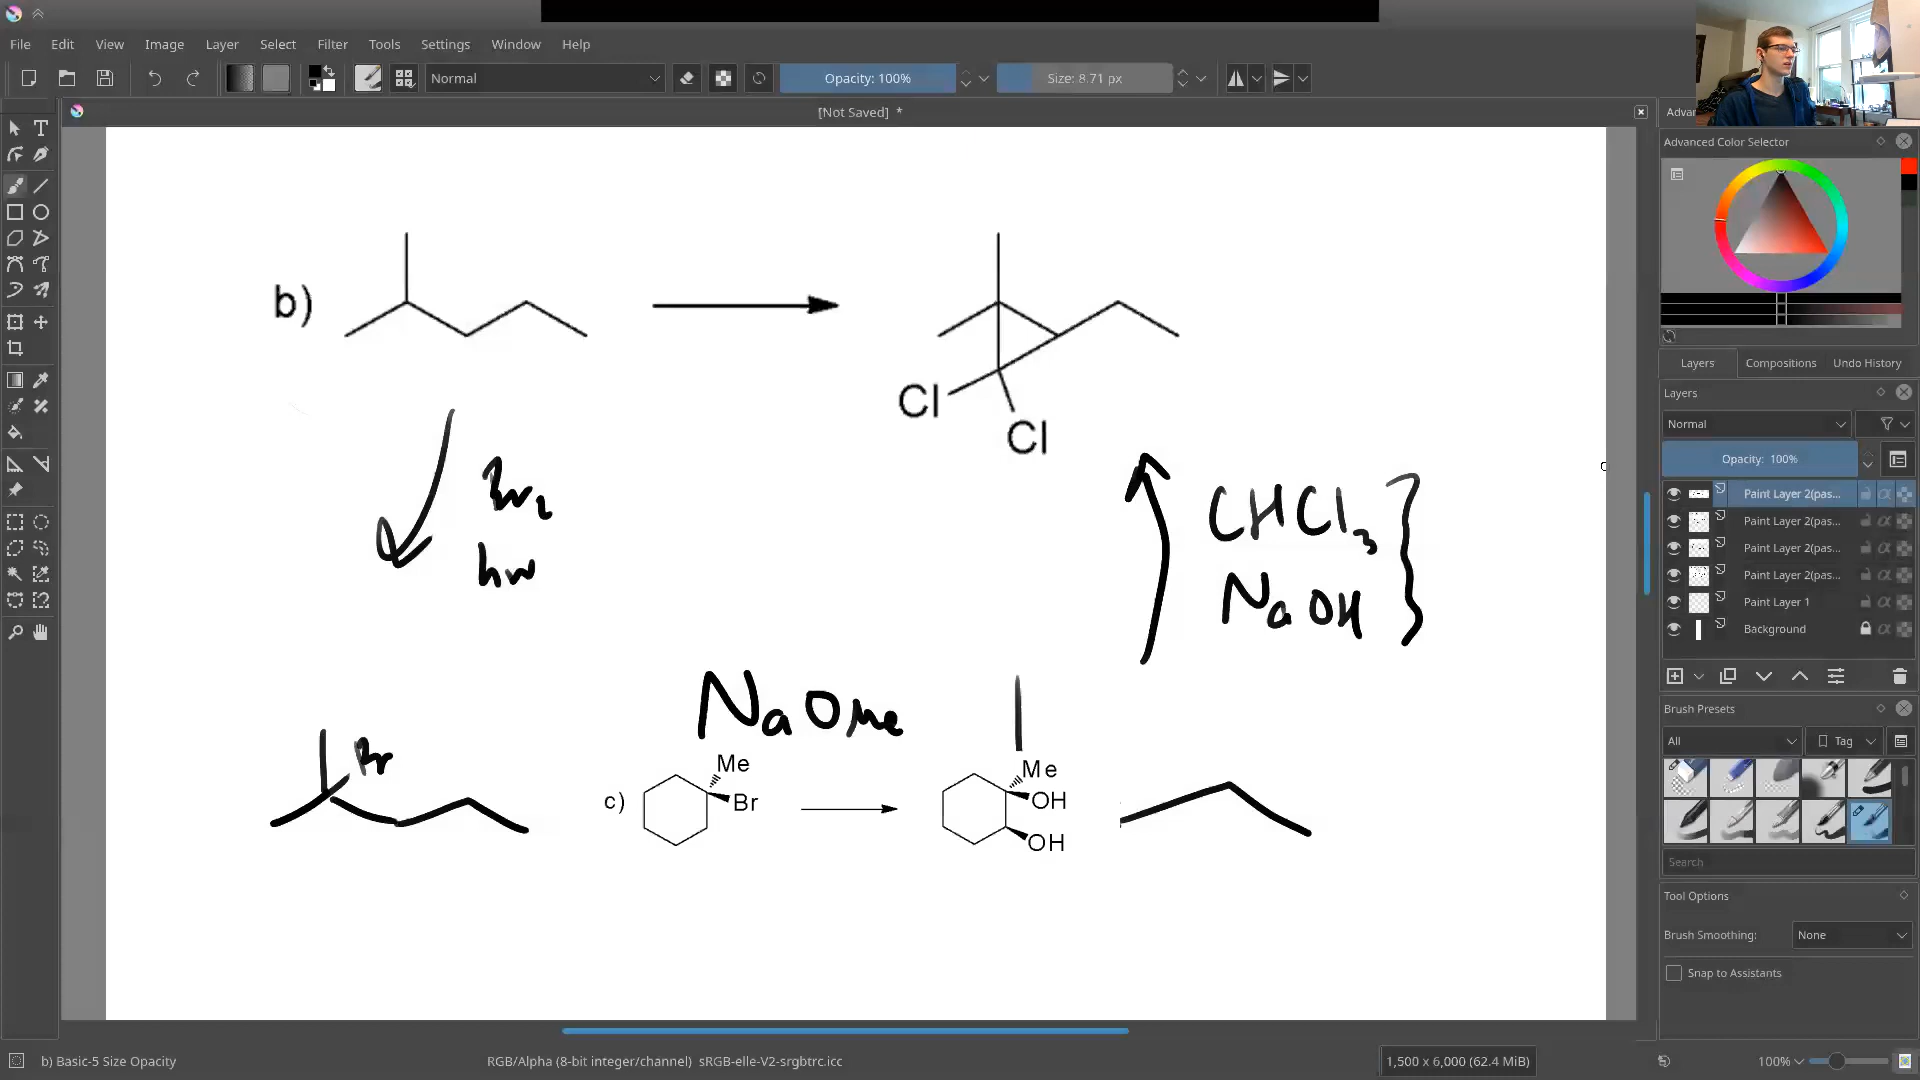 File Edit View Image Layer Select Filter Tools Settings Window Help
Normal Opacity: 100% Size: 8.71 px
[Not Saved] *
b)
Cl
Cl
Br2
hν
CHCl3
NaOH
NaOMe
Br
c) Me
Br
Me
OH
OH
Advanced Color Selector
Layers Compositions Undo History
Layers
Normal
Opacity: 100%
Paint Layer 2(pas...
Paint Layer 2(pas...
Paint Layer 2(pas...
Paint Layer 2(pas...
Paint Layer 1
Background
Brush Presets
All Tag
Search
Tool Options
Brush Smoothing: None
Snap to Assistants
b) Basic-5 Size Opacity RGB/Alpha (8-bit integer/channel) sRGB-elle-V2-srgbtrc.icc 1,500 x 6,000 (62.4 MiB) 100%